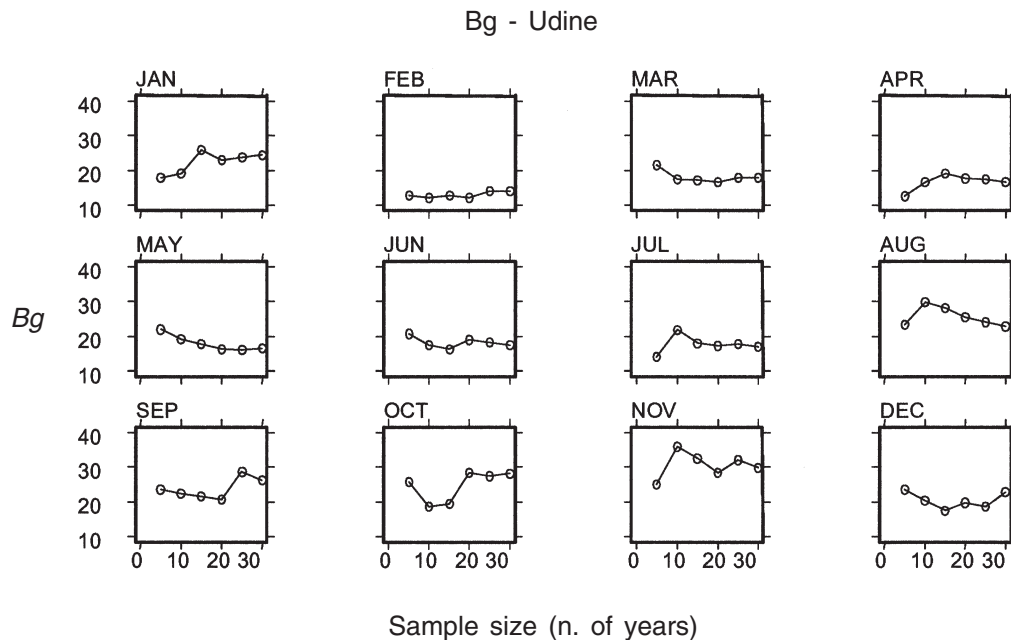 Bg - Udine
JAN FEB MAR APR
40
30
20
10
MAY JUN JUL AUG
40
30
20
10
Bg
SEP OCT NOV DEC
40
30
20
10
0 10 20 30 0 10 20 30 0 10 20 30 0 10 20 30
Sample size (n. of years)